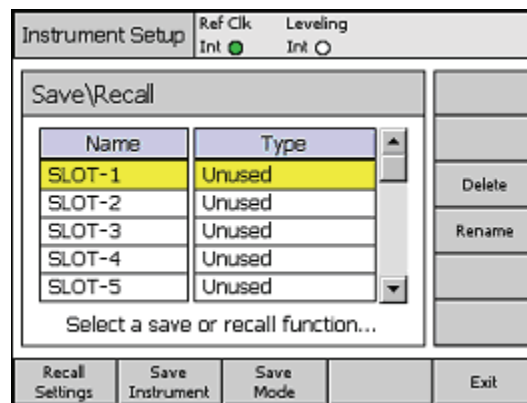 Instrument Setup
Ref Clk Leveling
Int Int
Save\Recall
Name Type
SLOT-1 Unused
SLOT-2 Unused
SLOT-3 Unused
SLOT-4 Unused
SLOT-5 Unused
Select a save or recall function...
Delete
Rename
Recall Settings
Save Instrument
Save Mode
Exit